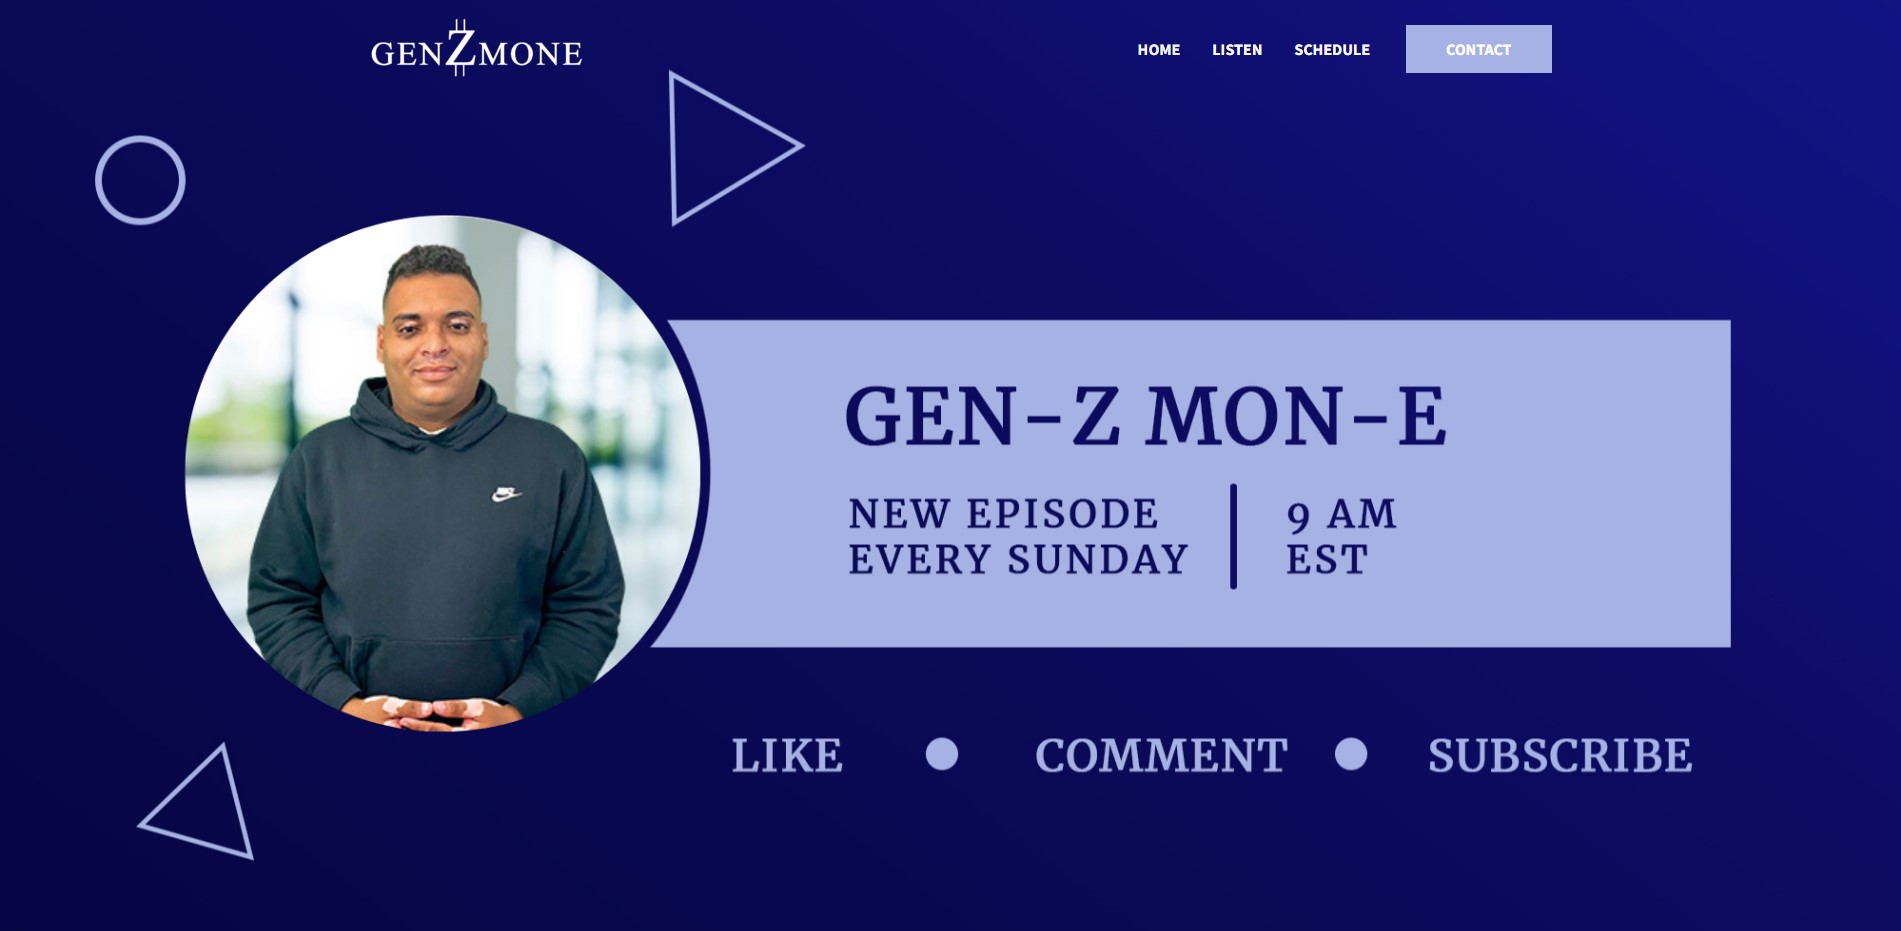 GENZMONE
HOME LISTEN SCHEDULE CONTACT
GEN-Z MON-E
NEW EPISODE
EVERY SUNDAY
9 AM
EST
LIKE COMMENT SUBSCRIBE